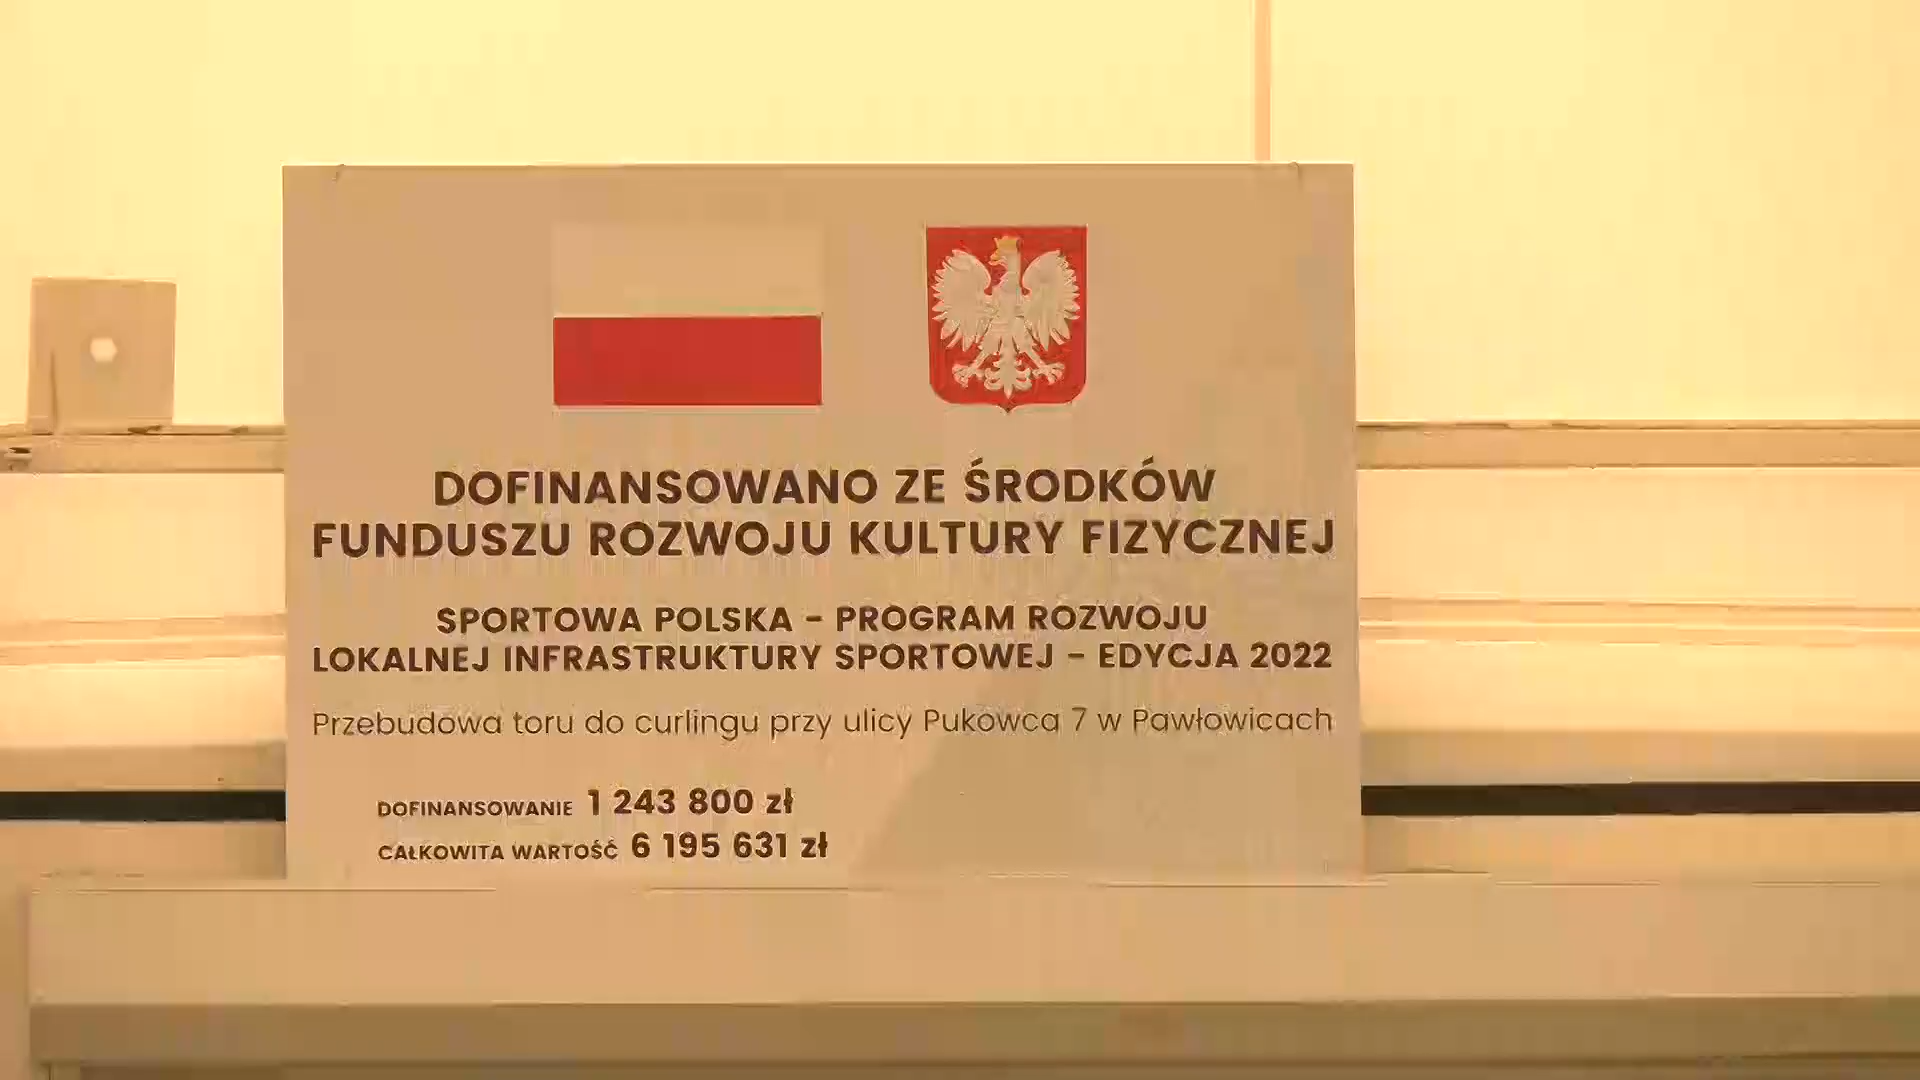 DOFINANSOWANO ZE ŚRODKÓW
FUNDUSZU ROZWOJU KULTURY FIZYCZNEJ
SPORTOWA POLSKA – PROGRAM ROZWOJU
LOKALNEJ INFRASTRUKTURY SPORTOWEJ – EDYCJA 2022
Przebudowa toru do curlingu przy ulicy Pukowca 7 w Pawłowicach
DOFINANSOWANIE 1 243 800 zł
CAŁKOWITA WARTOŚĆ 6 195 631 zł